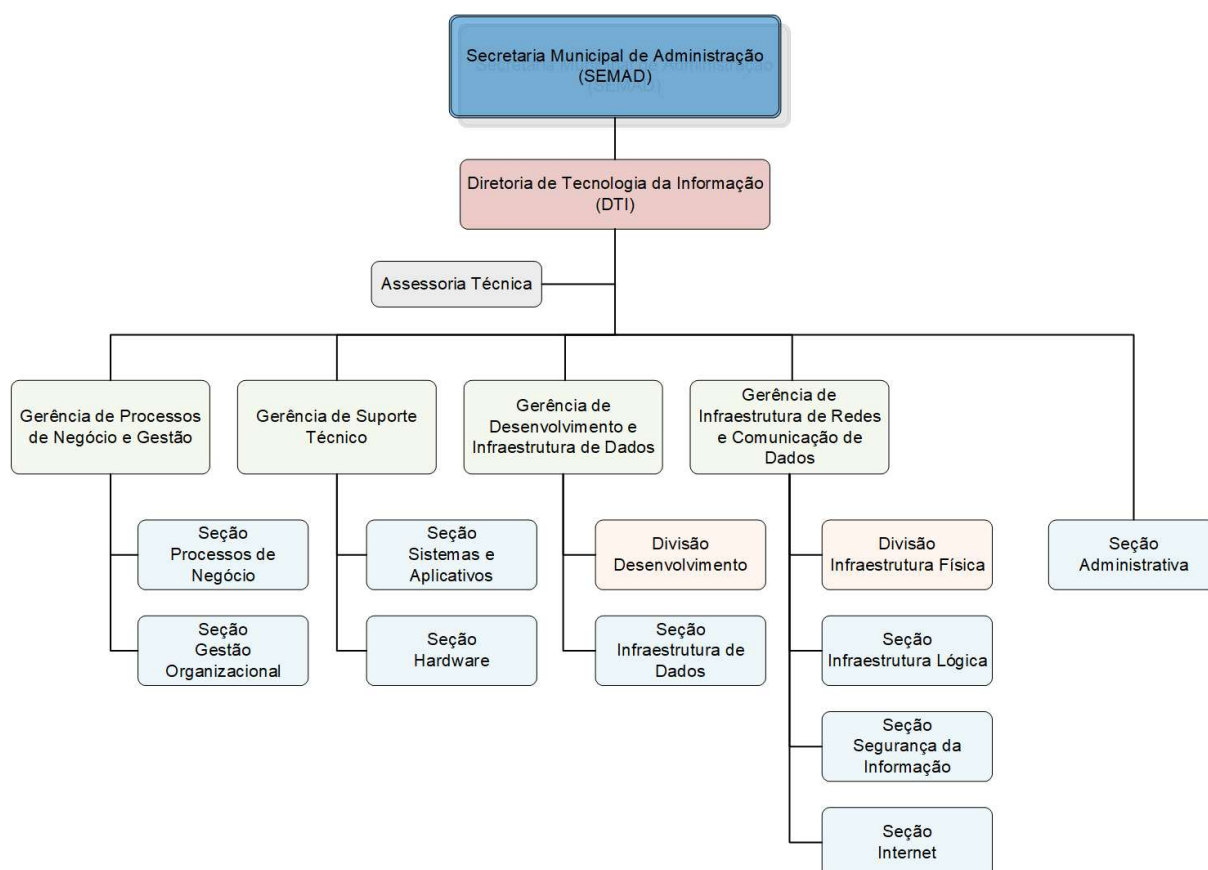 Secretaria Municipal de Administração
(SEMAD)
Diretoria de Tecnologia da Informação
(DTI)
Assessoria Técnica
Gerência de Processos
de Negócio e Gestão
Gerência de Suporte
Técnico
Gerência de
Desenvolvimento e
Infraestrutura de Dados
Gerência de
Infraestrutura de Redes
e Comunicação de
Dados
Seção
Processos de
Negócio
Seção
Sistemas e
Aplicativos
Divisão
Desenvolvimento
Divisão
Infraestrutura Física
Seção
Administrativa
Seção
Gestão
Organizacional
Seção
Hardware
Seção
Infraestrutura de
Dados
Seção
Infraestrutura Lógica
Seção
Segurança da
Informação
Seção
Internet